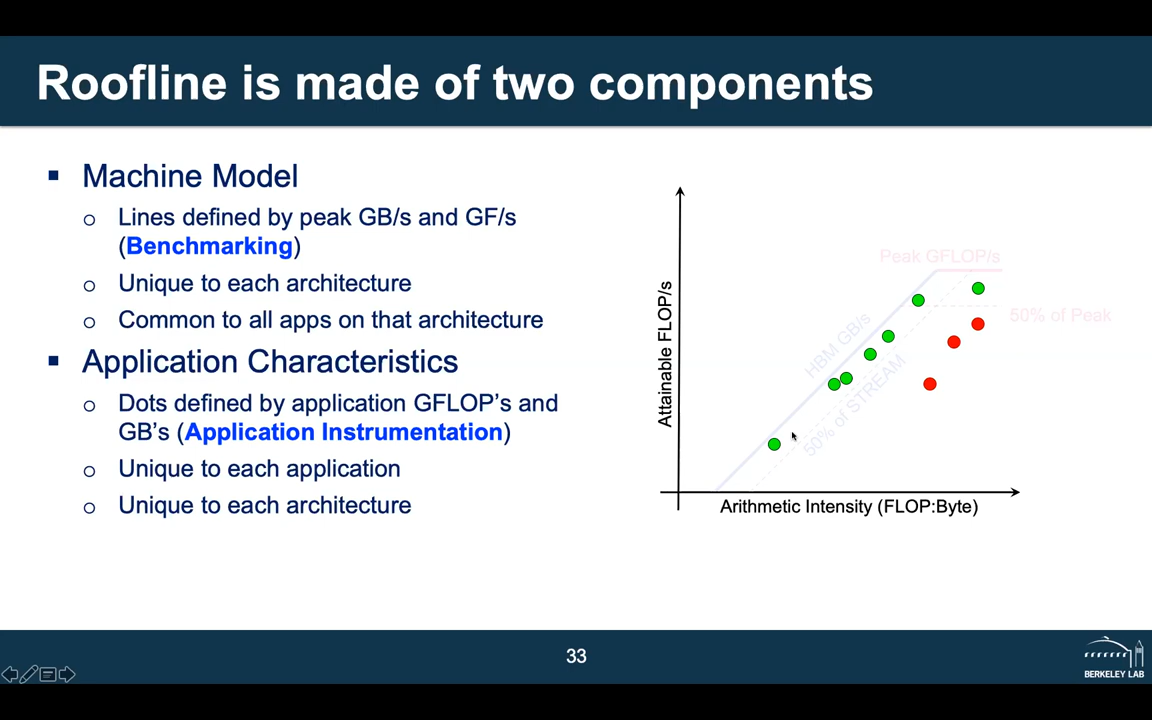 Roofline is made of two components
▪ Machine Model
o Lines defined by peak GB/s and GF/s
(Benchmarking)
o Unique to each architecture
o Common to all apps on that architecture
▪ Application Characteristics
o Dots defined by application GFLOP's and
GB's (Application Instrumentation)
o Unique to each application
o Unique to each architecture
Attainable FLOP/s
Peak GFLOP/s
50% of Peak
HBM GB/s
50% of STREAM
Arithmetic Intensity (FLOP:Byte)
33
BERKELEY LAB